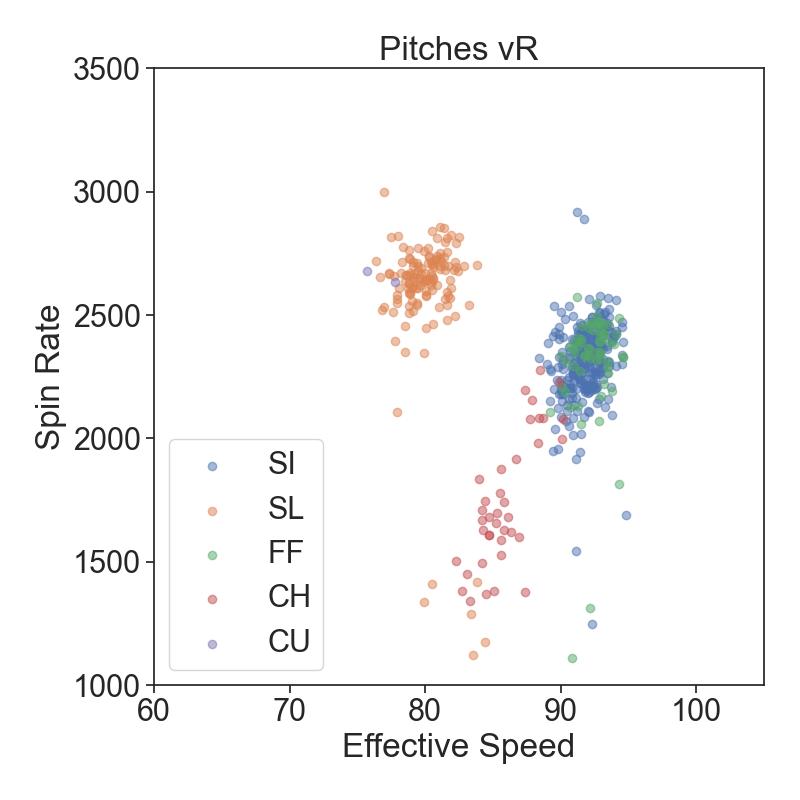 Pitches vR
3500
3000
2500
2000
1500
1000
Spin Rate
SI
SL
FF
CH
CU
60 70 80 90 100
Effective Speed